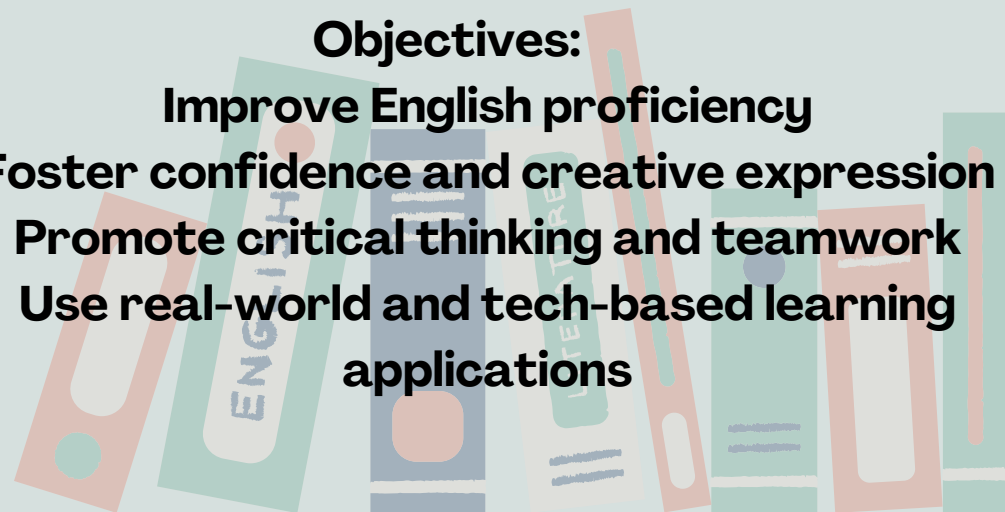 Objectives:
Improve English proficiency
Foster confidence and creative expression
Promote critical thinking and teamwork
Use real-world and tech-based learning
applications
ENGLISH
LITERATURE